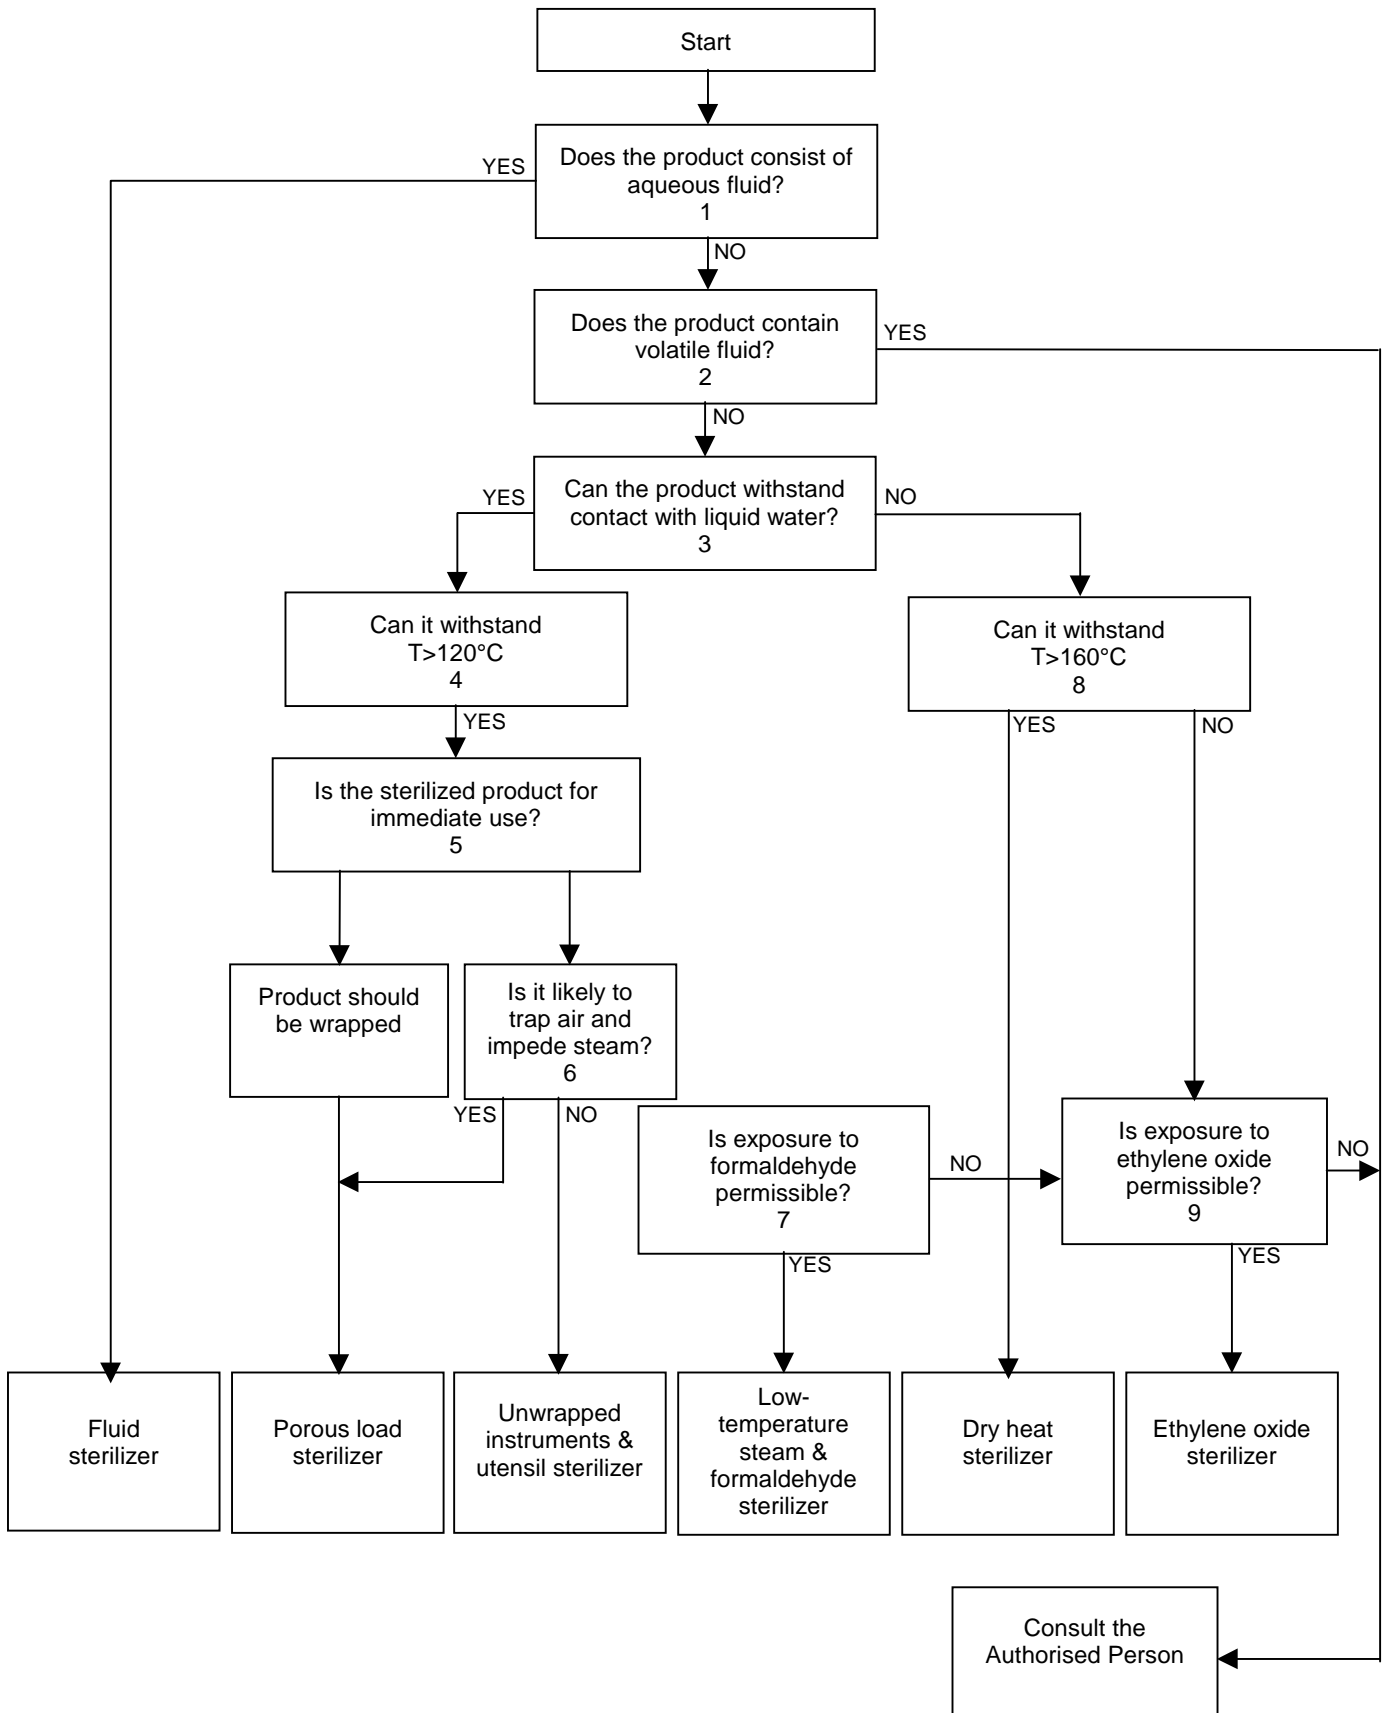 Start
Does the product consist of
aqueous fluid?
1
YES
NO
Does the product contain
volatile fluid?
2
YES
NO
Can the product withstand
contact with liquid water?
3
YES
NO
Can it withstand
T>120°C
4
YES
Can it withstand
T>160°C
8
YES
NO
Is the sterilized product for
immediate use?
5
Product should
be wrapped
Is it likely to
trap air and
impede steam?
6
YES
NO
Is exposure to
formaldehyde
permissible?
7
NO
YES
Is exposure to
ethylene oxide
permissible?
9
NO
YES
Fluid
sterilizer
Porous load
sterilizer
Unwrapped
instruments &
utensil sterilizer
Low-
temperature
steam &
formaldehyde
sterilizer
Dry heat
sterilizer
Ethylene oxide
sterilizer
Consult the
Authorised Person